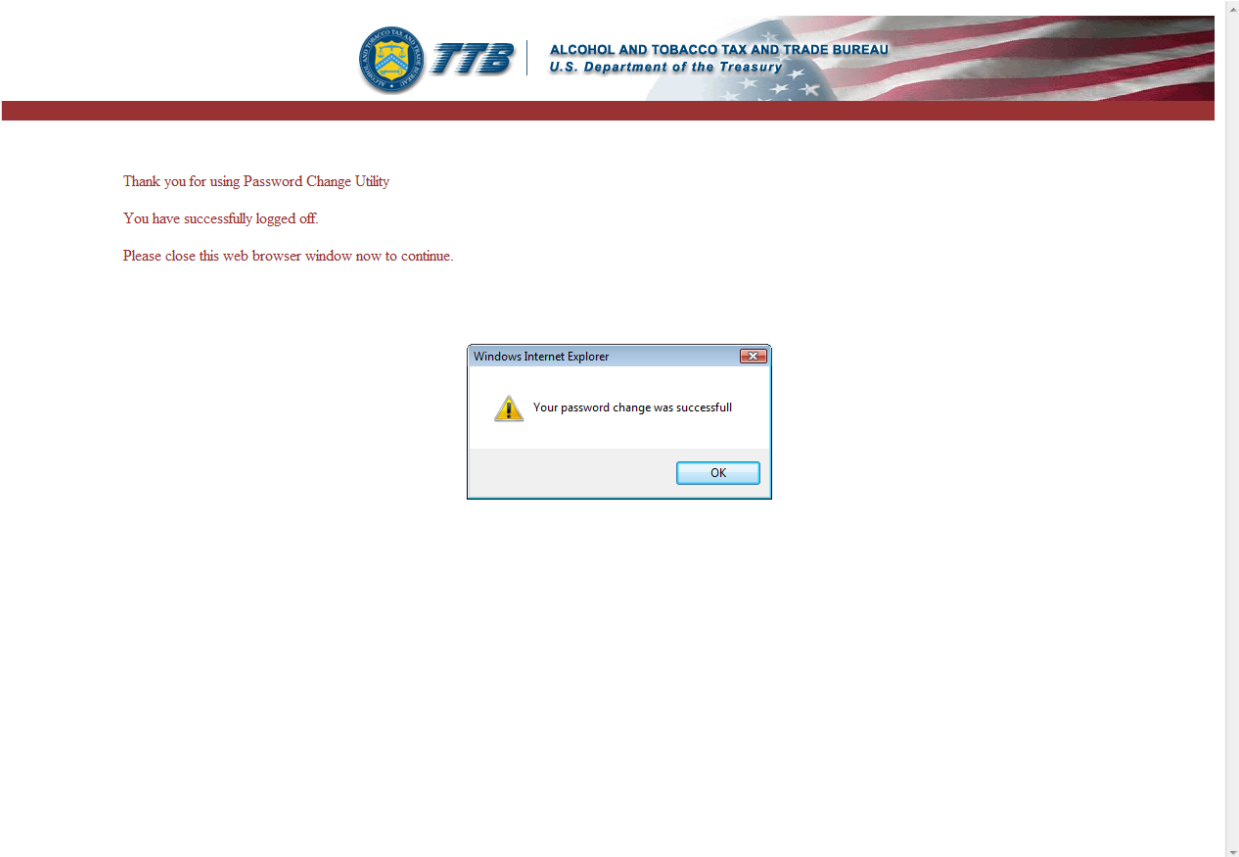 TTB
ALCOHOL AND TOBACCO TAX AND TRADE BUREAU
U.S. Department of the Treasury
Thank you for using Password Change Utility
You have successfully logged off.
Please close this web browser window now to continue.
Windows Internet Explorer
Your password change was successfull
OK